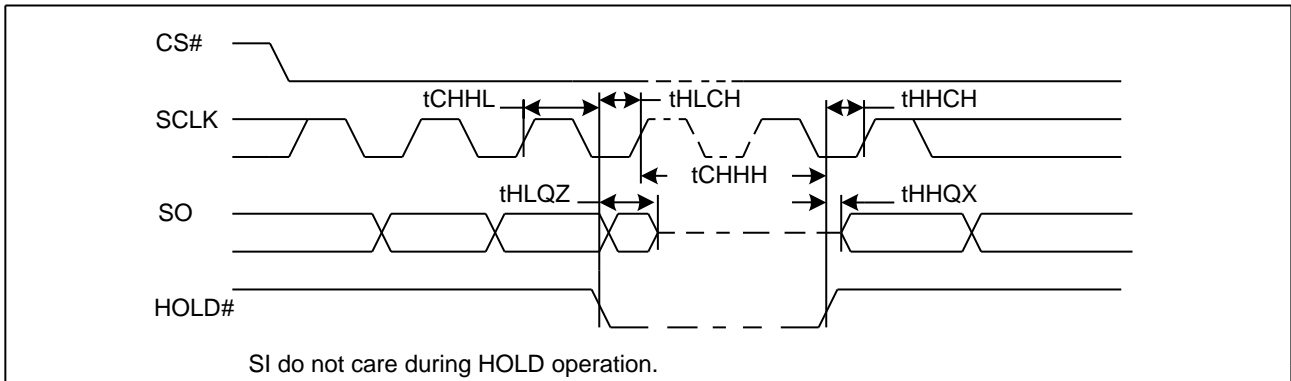 CS#
tCHHL
tHLCH
tHHCH
SCLK
tCHHH
tHLQZ
tHHQX
SO
HOLD#
SI do not care during HOLD operation.